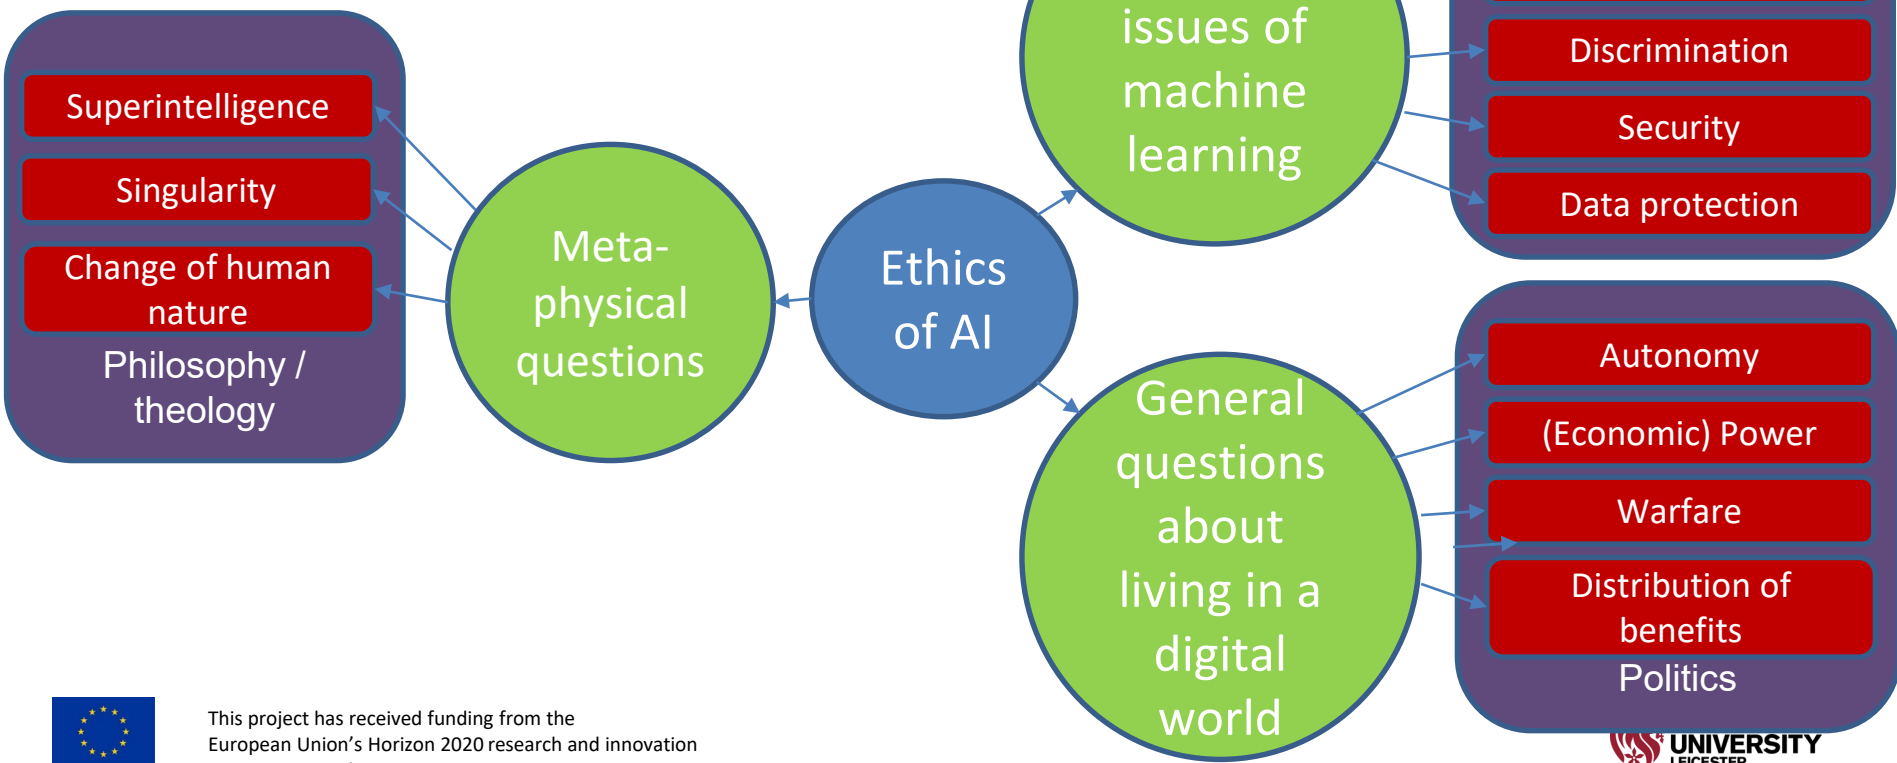 Superintelligence
Singularity
Change of human
nature
Philosophy /
theology
Meta-
physical
questions
Ethics
of AI
issues of
machine
learning
Discrimination
Security
Data protection
General
questions
about
living in a
digital
world
Autonomy
(Economic) Power
Warfare
Distribution of
benefits
Politics
This project has received funding from the
European Union’s Horizon 2020 research and innovation
UNIVERSITY
LEICESTER